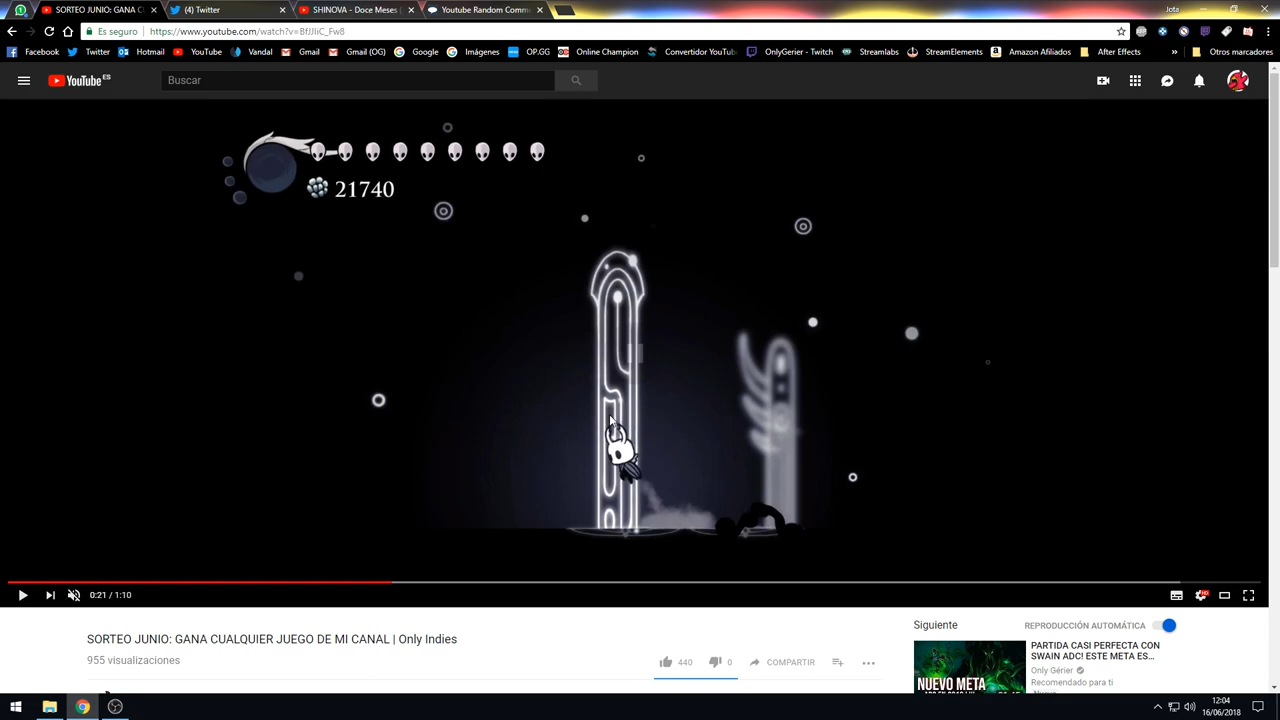 SORTEO JUNIO: GANA C
(4) Twitter
SHINOVA - Doce Meses (
Youtube Random Comm
Jota
Es seguro
https://www.youtube.com/watch?v=BfJJliC_Fw8
Facebook
Twitter
Hotmail
YouTube
Vandal
Gmail
Gmail (OG)
Google
Imágenes
OP.GG
Online Champion
Convertidor YouTub
OnlyGerier - Twitch
Streamlabs
StreamElements
Amazon Afiliados
After Effects
»
Otros marcadores
YouTube ES
Buscar
21740
0:21 / 1:10
HD
SORTEO JUNIO: GANA CUALQUIER JUEGO DE MI CANAL | Only Indies
955 visualizaciones
440
0
COMPARTIR
Siguiente
REPRODUCCIÓN AUTOMÁTICA
NUEVO META
PARTIDA CASI PERFECTA CON
SWAIN ADC! ESTE META ES...
Only Gérier
Recomendado para ti
Nuevo
12:04
16/06/2018